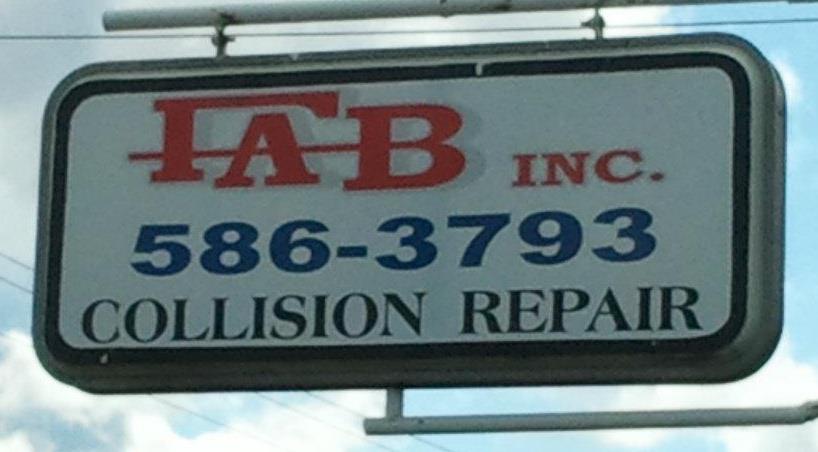 FAB INC.
586-3793
COLLISION REPAIR